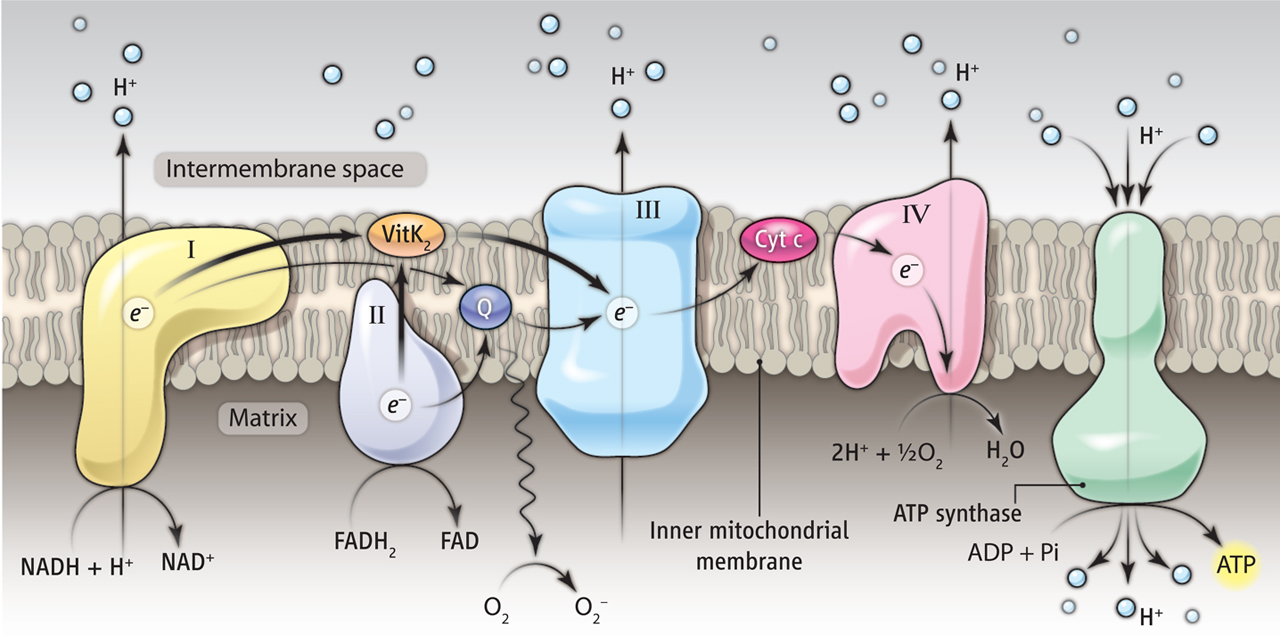 H⁺
H⁺
H⁺
H⁺
Intermembrane space
I
VitK₂
III
Cyt c
IV
e⁻
II
Q
e⁻
e⁻
e⁻
Matrix
2H⁺ + ½O₂
H₂O
NADH + H⁺
NAD⁺
FADH₂
FAD
Inner mitochondrial
membrane
ATP synthase
ADP + Pi
ATP
O₂
O₂⁻
H⁺